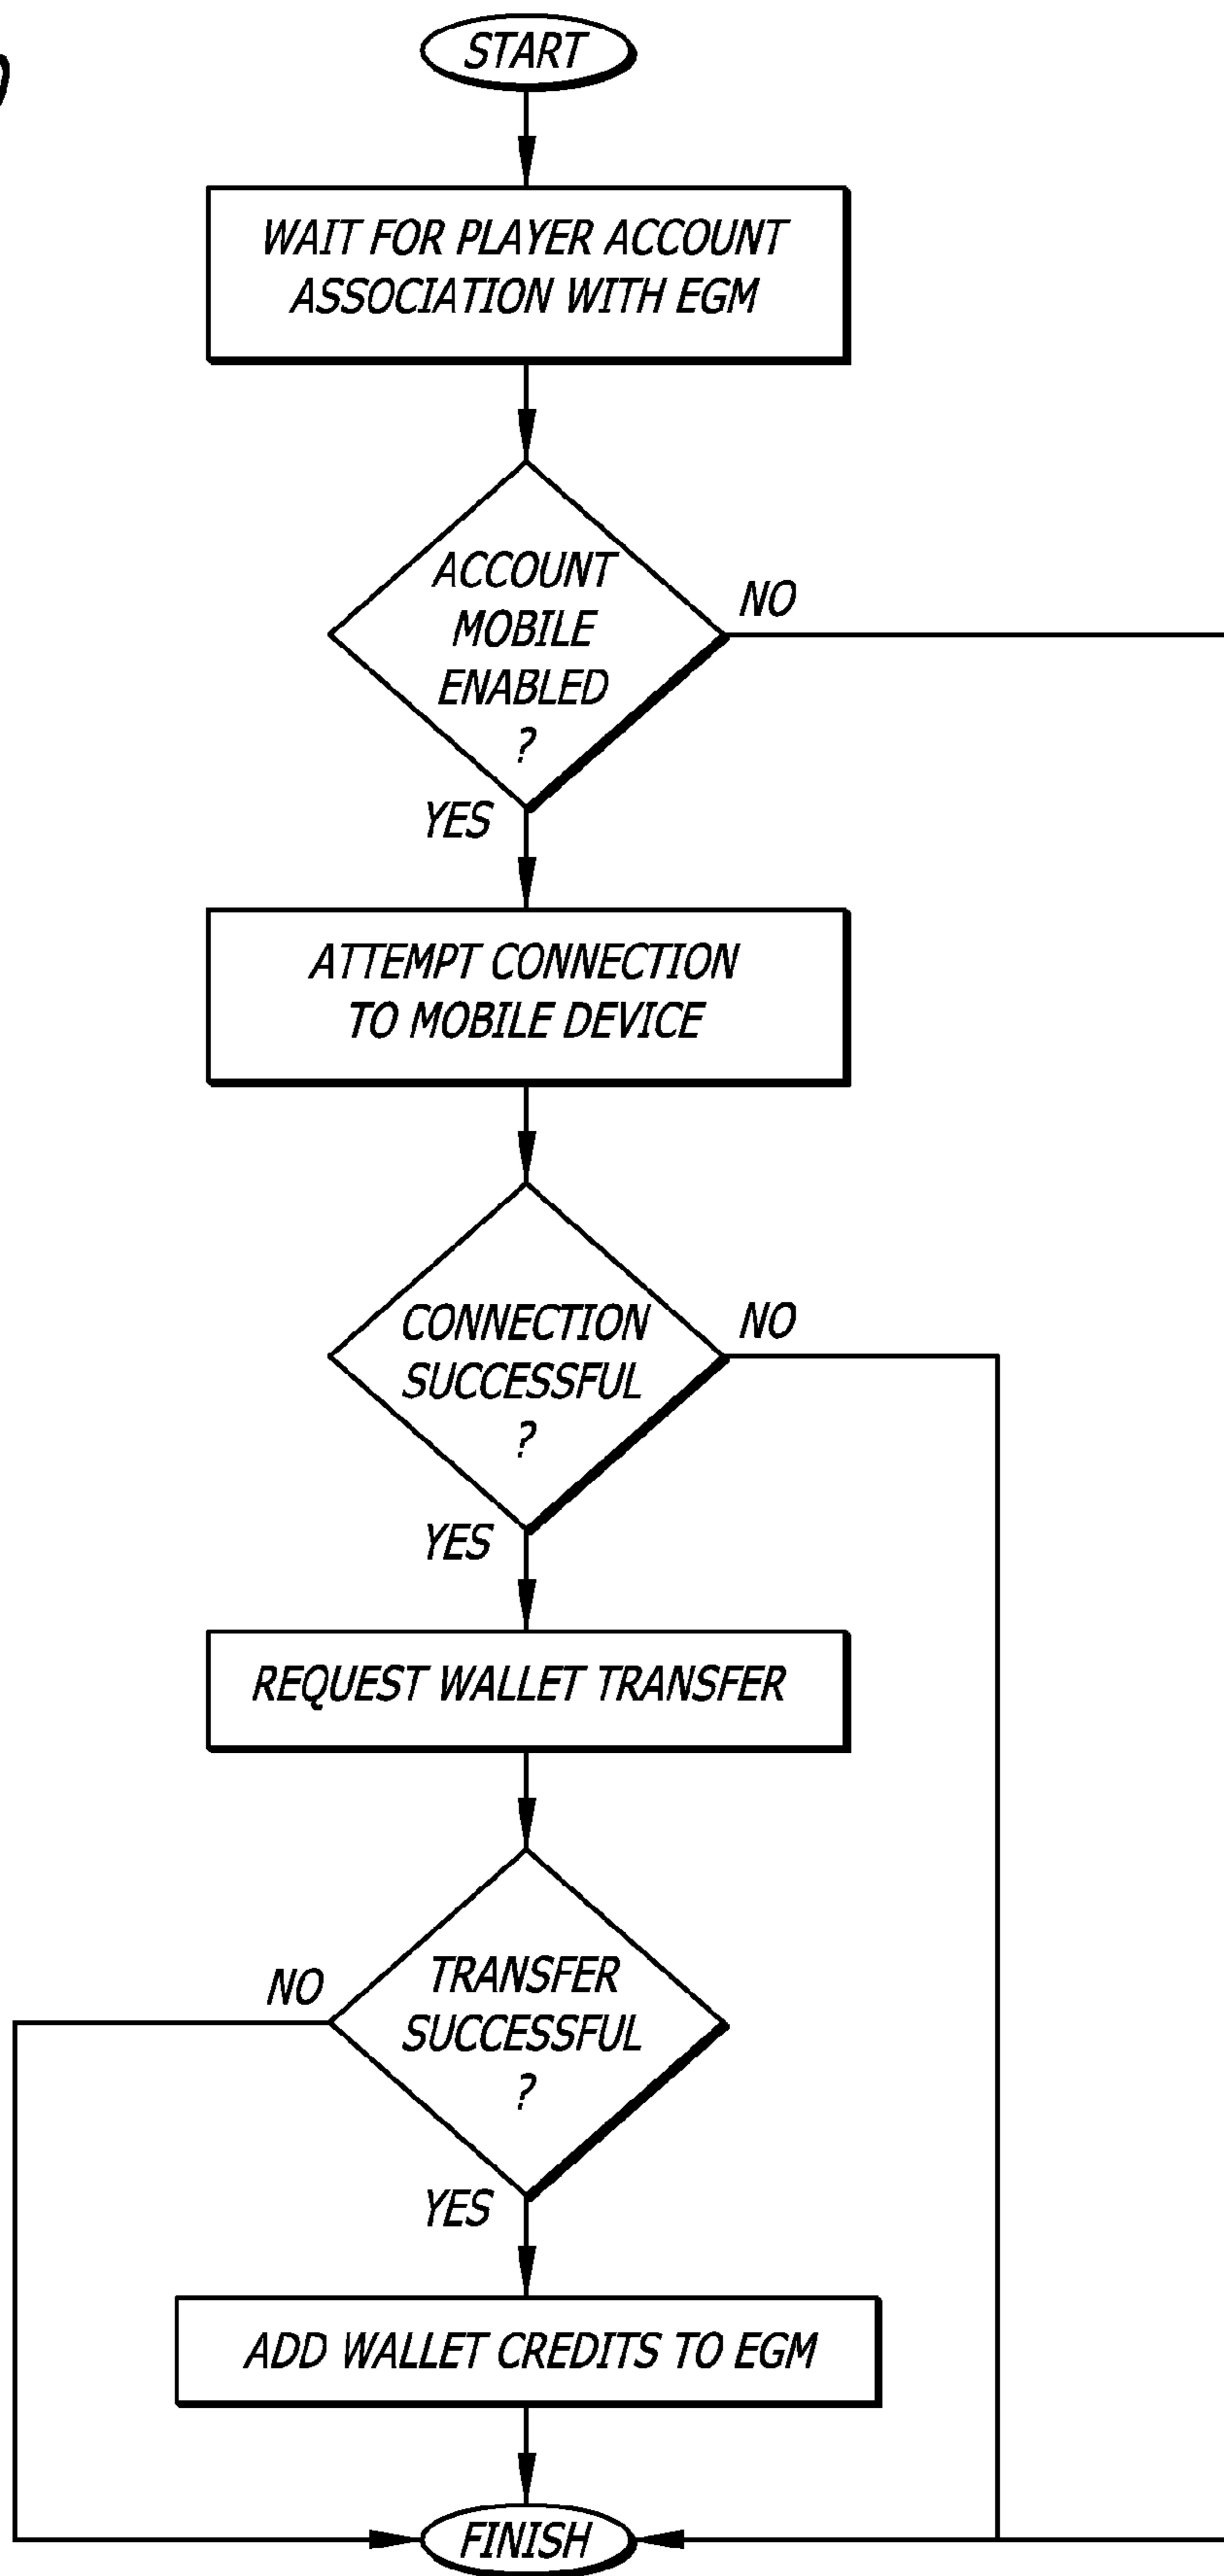 START
WAIT FOR PLAYER ACCOUNT
ASSOCIATION WITH EGM
ACCOUNT
MOBILE
ENABLED
?
NO
YES
ATTEMPT CONNECTION
TO MOBILE DEVICE
CONNECTION
SUCCESSFUL
?
NO
YES
REQUEST WALLET TRANSFER
TRANSFER
SUCCESSFUL
?
NO
YES
ADD WALLET CREDITS TO EGM
FINISH